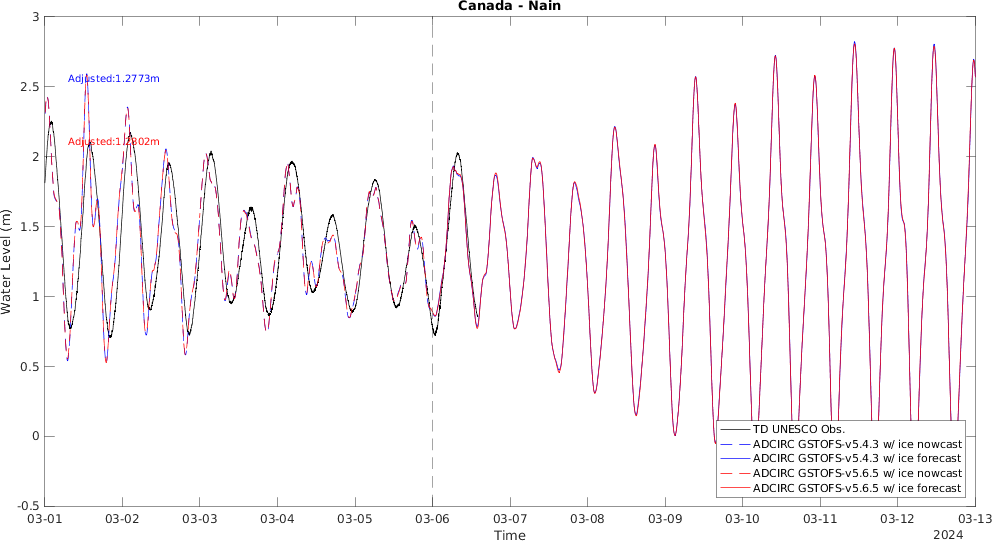 Canada - Nain
3
2.5
2
1.5
1
0.5
0
-0.5
Water Level (m)
Adjusted:1.2773m
Adjusted:1.2802m
TD UNESCO Obs.
ADCIRC GSTOFS-v5.4.3 w/ ice nowcast
ADCIRC GSTOFS-v5.4.3 w/ ice forecast
ADCIRC GSTOFS-v5.6.5 w/ ice nowcast
ADCIRC GSTOFS-v5.6.5 w/ ice forecast
03-01 03-02 03-03 03-04 03-05 03-06 03-07 03-08 03-09 03-10 03-11 03-12 03-13
Time
2024